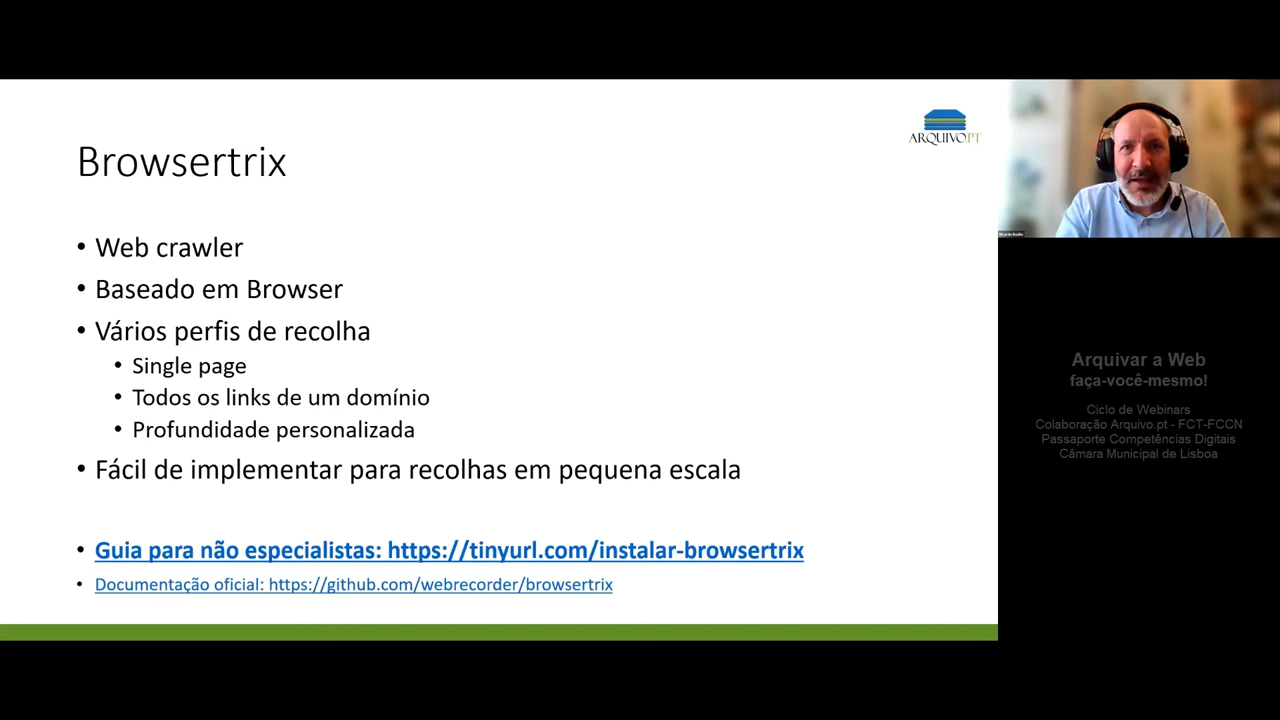 ARQUIVO.PT
Browsertrix
• Web crawler
• Baseado em Browser
• Vários perfis de recolha
• Single page
• Todos os links de um domínio
• Profundidade personalizada
• Fácil de implementar para recolhas em pequena escala
• Guia para não especialistas: https://tinyurl.com/instalar-browsertrix
• Documentação oficial: https://github.com/webrecorder/browsertrix
Arquivar a Web
faça-você-mesmo!
Ciclo de Webinars
Colaboração Arquivo.pt - FCT-FCCN
Passaporte Competências Digitais
Câmara Municipal de Lisboa